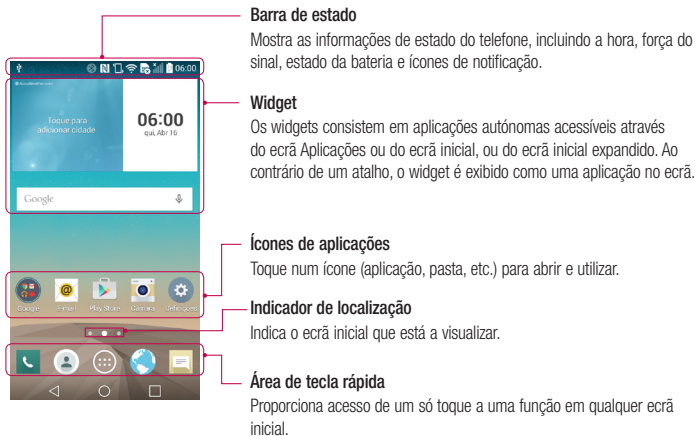 Barra de estado
Mostra as informações de estado do telefone, incluindo a hora, força do
sinal, estado da bateria e ícones de notificação.
06:00
Toque para
adicionar cidade
06:00
qui, Abr 16
Google
Widget
Os widgets consistem em aplicações autónomas acessíveis através
do ecrã Aplicações ou do ecrã inicial, ou do ecrã inicial expandido. Ao
contrário de um atalho, o widget é exibido como uma aplicação no ecrã.
Ícones de aplicações
Toque num ícone (aplicação, pasta, etc.) para abrir e utilizar.
Google
E-mail
Play Store
Câmara
Definições
Indicador de localização
Indica o ecrã inicial que está a visualizar.
Área de tecla rápida
Proporciona acesso de um só toque a uma função em qualquer ecrã
inicial.